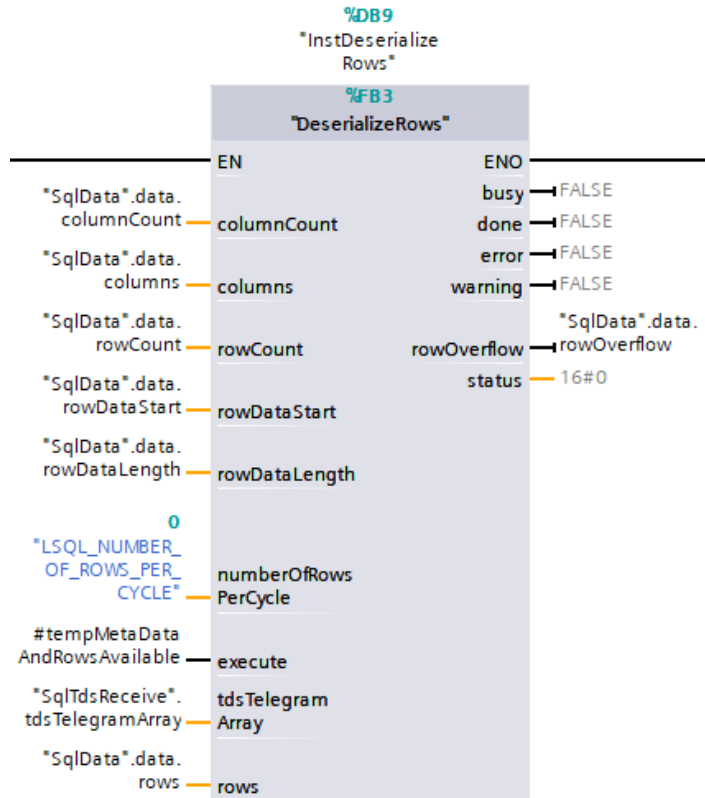 %DB9
"InstDeserialize
Rows"
%FB3
"DeserializeRows"
EN
ENO
busy
FALSE
"SqlData".data.
columnCount
columnCount
done
FALSE
error
FALSE
"SqlData".data.
columns
columns
warning
FALSE
"SqlData".data.
rowCount
rowCount
rowOverflow
"SqlData".data.
rowOverflow
status
16#0
"SqlData".data.
rowDataStart
rowDataStart
"SqlData".data.
rowDataLength
rowDataLength
0
"LSQL_NUMBER_
OF_ROWS_PER_
CYCLE"
numberOfRows
PerCycle
#tempMetaData
AndRowsAvailable
execute
"SqlTdsReceive".
tdsTelegramArray
tdsTelegram
Array
"SqlData".data.
rows
rows